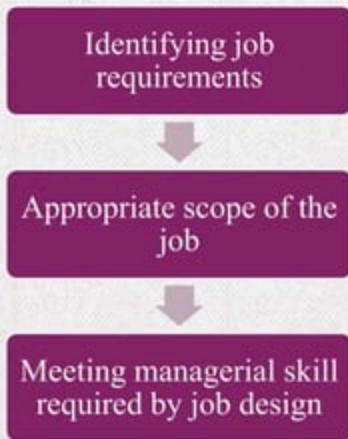 Identifying job
requirements
Appropriate scope of the
job
Meeting managerial skill
required by job design